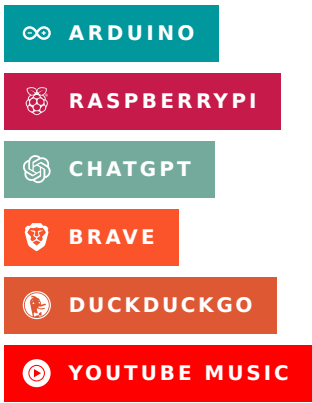 ARDUINO
RASPBERRYPI
CHATGPT
BRAVE
DUCKDUCKGO
YOUTUBE MUSIC